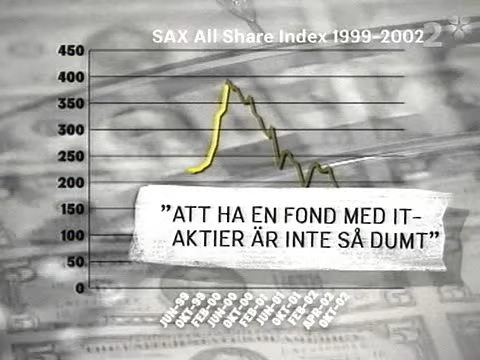 SAX All Share Index 1999-2002
2*
450
400
350
300
250
200
150
100
50
0
"ATT HA EN FOND MED IT-
AKTIER ÄR INTE SÅ DUMT"
JUN-99
OKT-99
FEB-00
JUN-00
OKT-00
FEB-01
JUN-01
OKT-01
FEB-02
APR-02
OKT-02